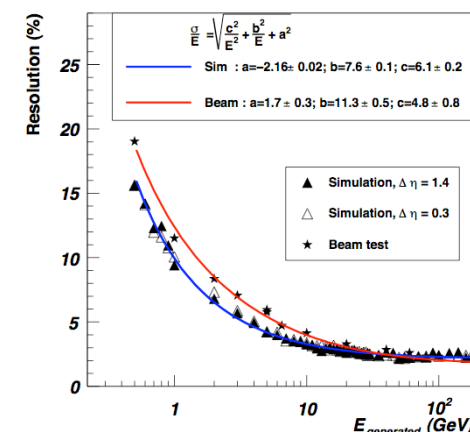 σ/E = √(c²/E² + b²/E + a²)
Sim : a=−2.16± 0.02; b=7.6± 0.1; c=6.1± 0.2
Beam : a=1.7 ± 0.3; b=11.3 ± 0.5; c=4.8 ± 0.8
Resolution (%)
25
20
15
10
5
0
Simulation, Δ η = 1.4
Simulation, Δ η = 0.3
Beam test
1
10
10²
E generated (GeV)